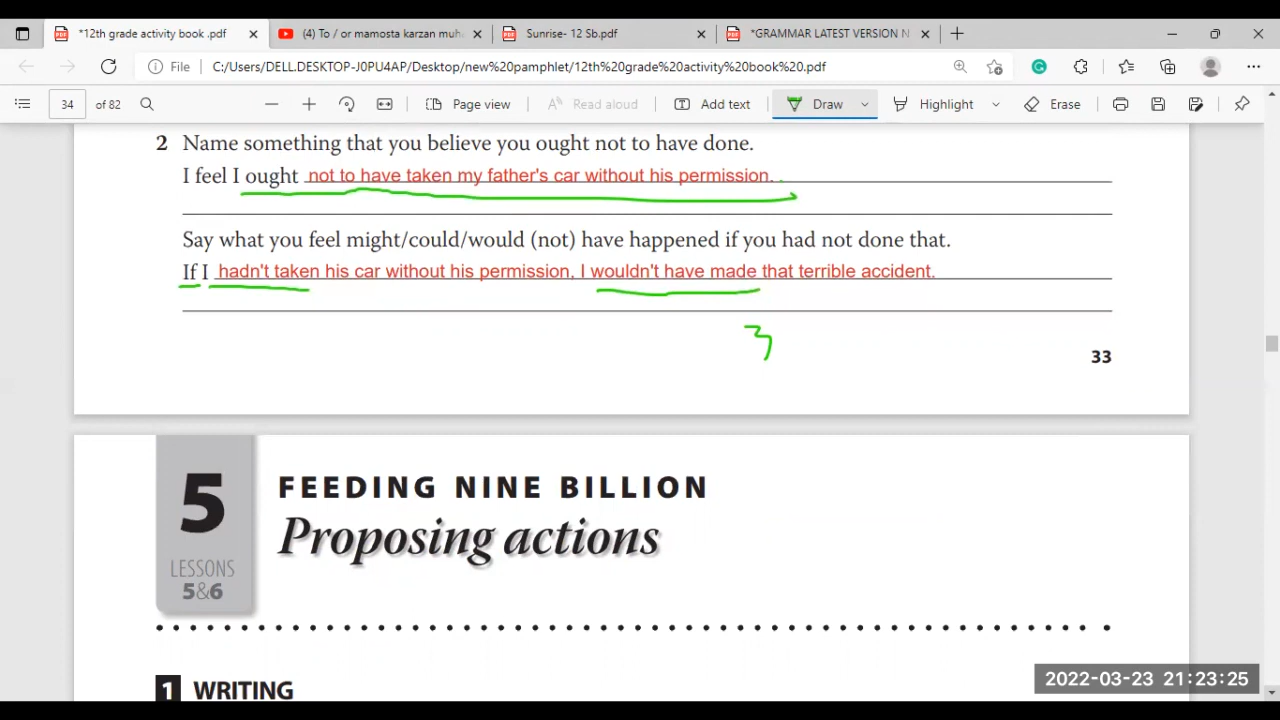 *12th grade activity book .pdf
(4) To / or mamosta karzan muh
Sunrise- 12 Sb.pdf
*GRAMMAR LATEST VERSION N
File C:/Users/DELL.DESKTOP-J0PU4AP/Desktop/new pamphlet/12th grade activity book .pdf
34 of 82 Page view Read aloud Add text Draw Highlight Erase
2 Name something that you believe you ought not to have done.
I feel I ought not to have taken my father's car without his permission. .
Say what you feel might/could/would (not) have happened if you had not done that.
If I hadn't taken his car without his permission, I wouldn't have made that terrible accident.
3
33
5
LESSONS
5&6
FEEDING NINE BILLION
Proposing actions
1 WRITING
2022-03-23 21:23:25